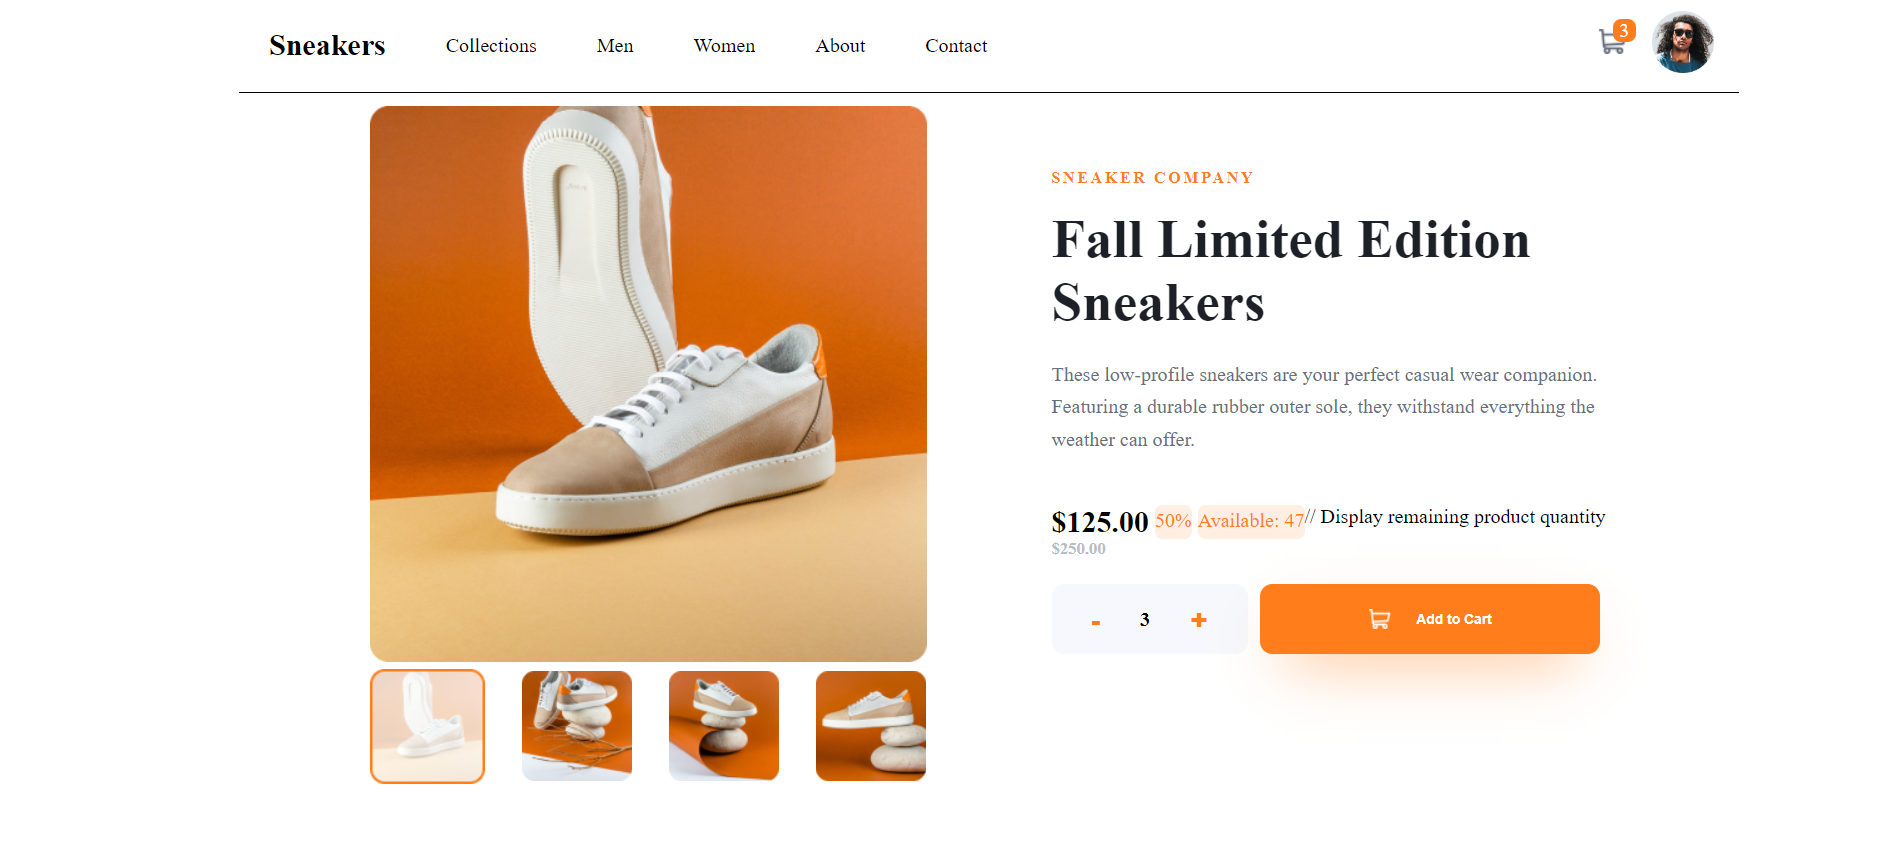 Sneakers Collections Men Women About Contact 3
SNEAKER COMPANY
Fall Limited Edition
Sneakers
These low-profile sneakers are your perfect casual wear companion.
Featuring a durable rubber outer sole, they withstand everything the
weather can offer.
$125.00 50% Available: 47// Display remaining product quantity
$250.00
- 3 + Add to Cart